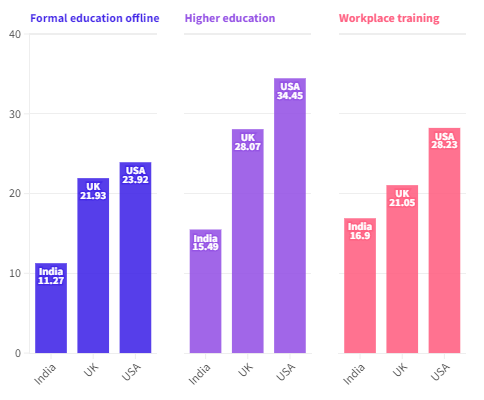 Formal education offline
Higher education
Workplace training
40
30
20
10
0
India
11.27
UK
21.93
USA
23.92
India
15.49
UK
28.07
USA
34.45
India
16.9
UK
21.05
USA
28.23
India
UK
USA
India
UK
USA
India
UK
USA